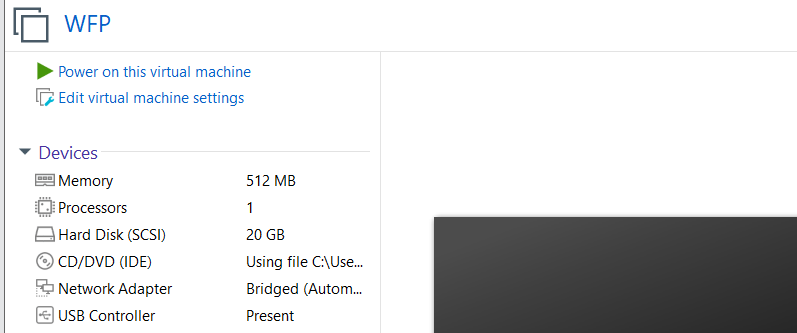 WFP
Power on this virtual machine
Edit virtual machine settings
Devices
Memory 512 MB
Processors 1
Hard Disk (SCSI) 20 GB
CD/DVD (IDE) Using file C:\Use...
Network Adapter Bridged (Autom...
USB Controller Present